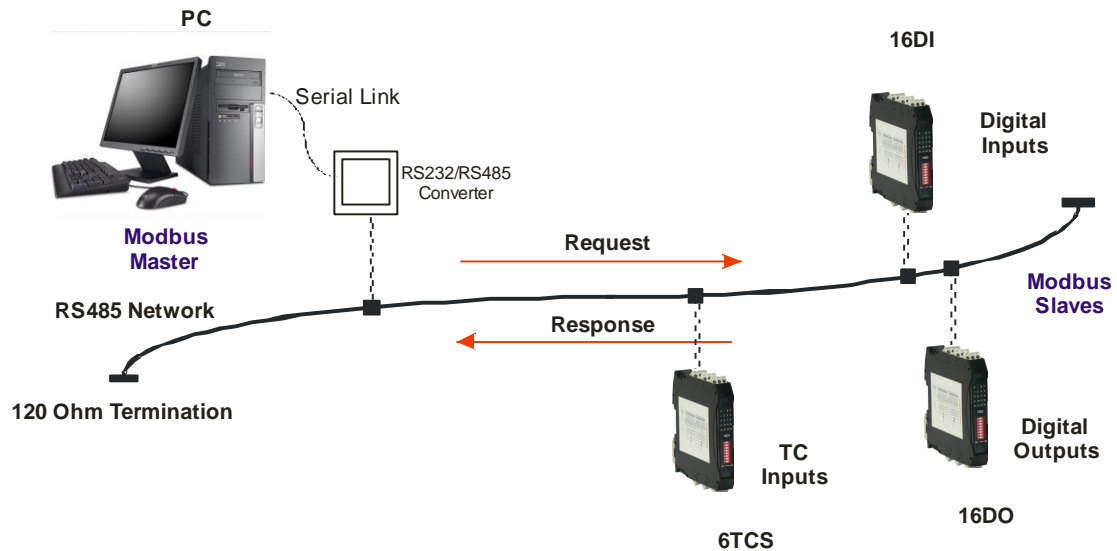 PC
16DI
Serial Link
Digital
Inputs
RS232/RS485
Converter
Modbus
Master
Request
RS485 Network
Modbus
Slaves
Response
120 Ohm Termination
TC
Inputs
Digital
Outputs
16DO
6TCS